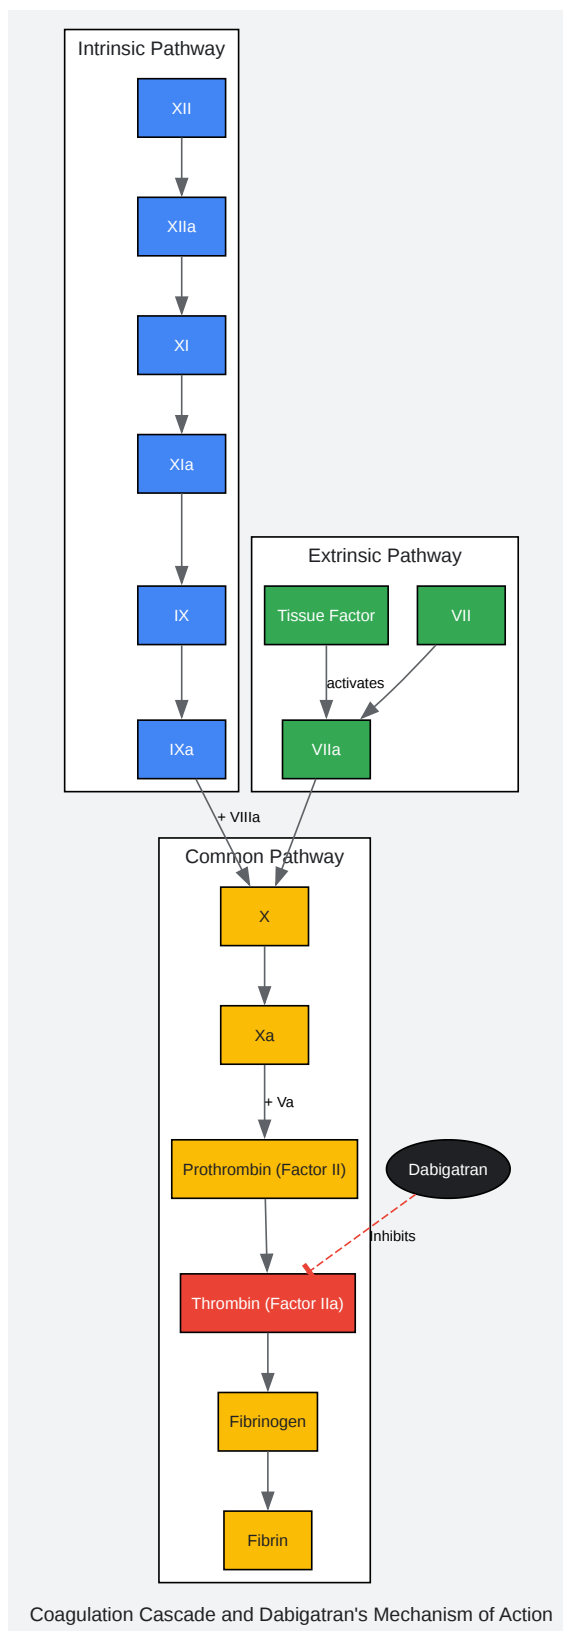 Intrinsic Pathway
XII
XIIa
XI
XIa
IX
IXa
Extrinsic Pathway
Tissue Factor
VII
activates
VIIa
+ VIIIa
Common Pathway
X
Xa
+ Va
Prothrombin (Factor II)
Dabigatran
Inhibits
Thrombin (Factor IIa)
Fibrinogen
Fibrin
Coagulation Cascade and Dabigatran's Mechanism of Action